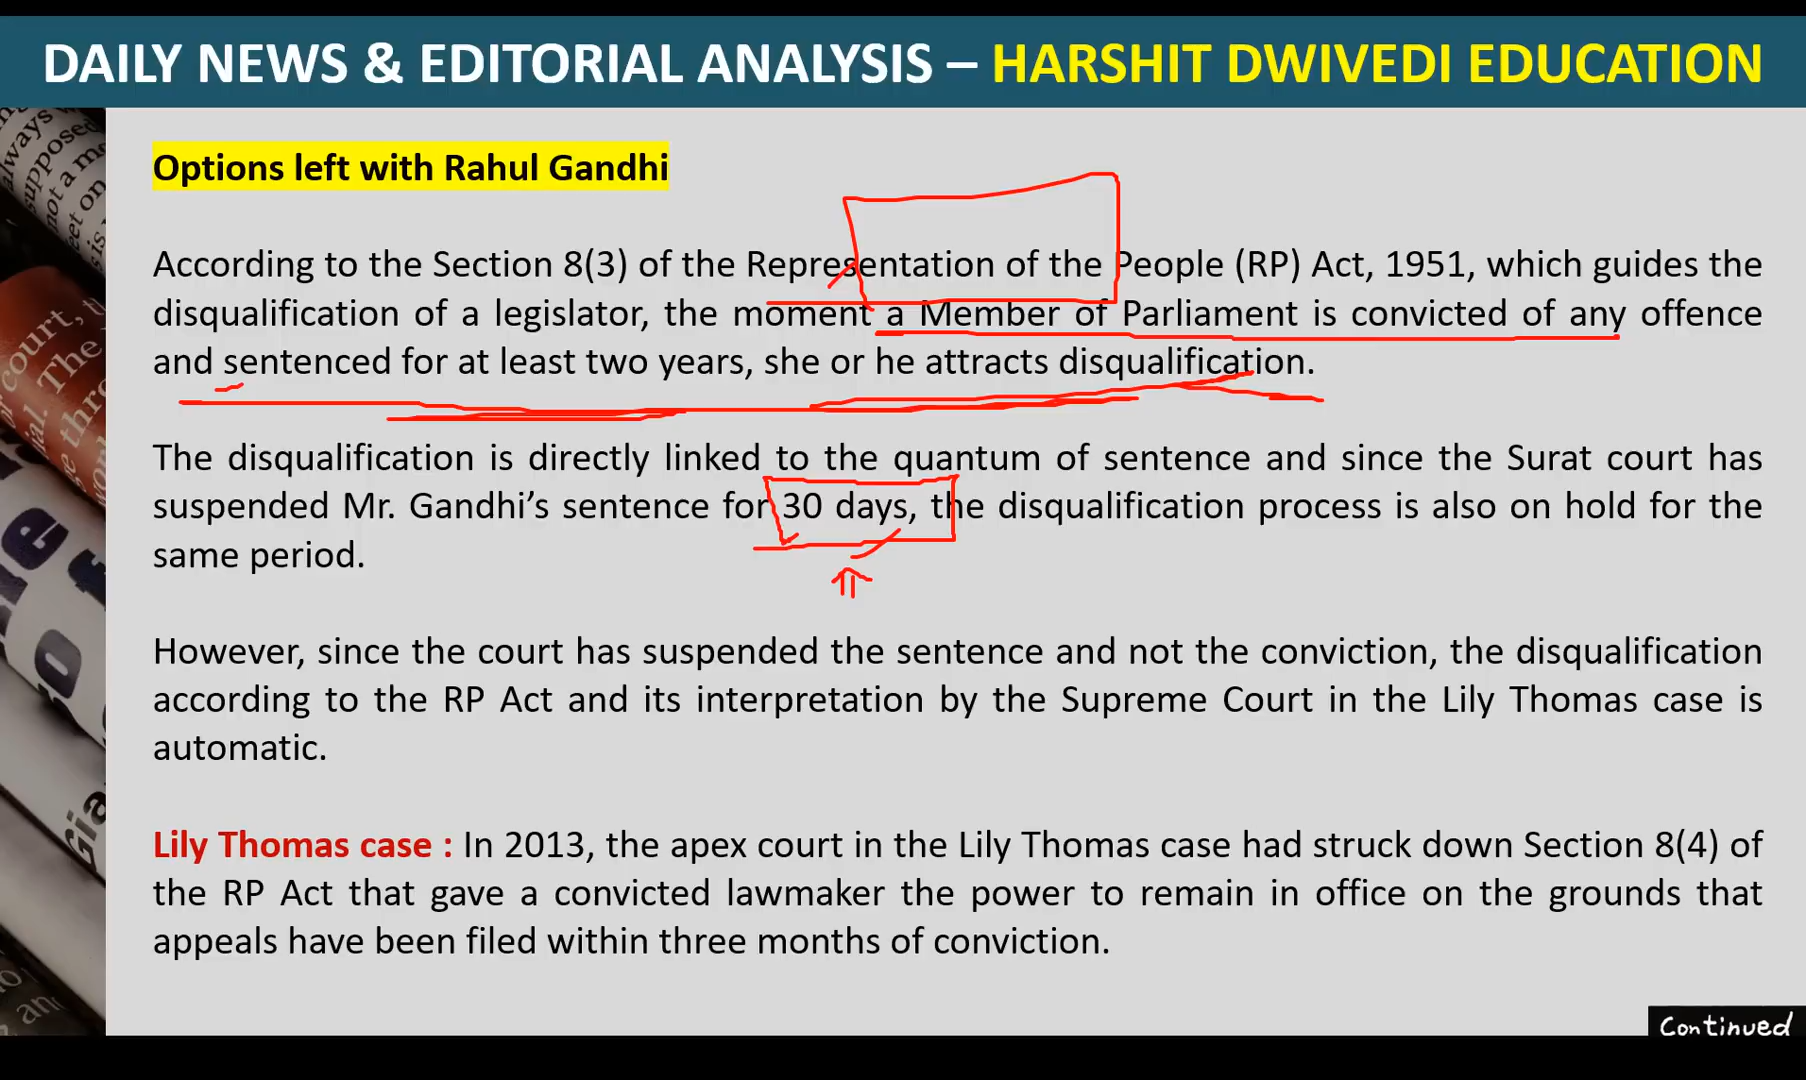 DAILY NEWS & EDITORIAL ANALYSIS – HARSHIT DWIVEDI EDUCATION
Options left with Rahul Gandhi
According to the Section 8(3) of the Representation of the People (RP) Act, 1951, which guides the
disqualification of a legislator, the moment a Member of Parliament is convicted of any offence
and sentenced for at least two years, she or he attracts disqualification.
The disqualification is directly linked to the quantum of sentence and since the Surat court has
suspended Mr. Gandhi’s sentence for 30 days, the disqualification process is also on hold for the
same period.
However, since the court has suspended the sentence and not the conviction, the disqualification
according to the RP Act and its interpretation by the Supreme Court in the Lily Thomas case is
automatic.
Lily Thomas case : In 2013, the apex court in the Lily Thomas case had struck down Section 8(4) of
the RP Act that gave a convicted lawmaker the power to remain in office on the grounds that
appeals have been filed within three months of conviction.
Continued